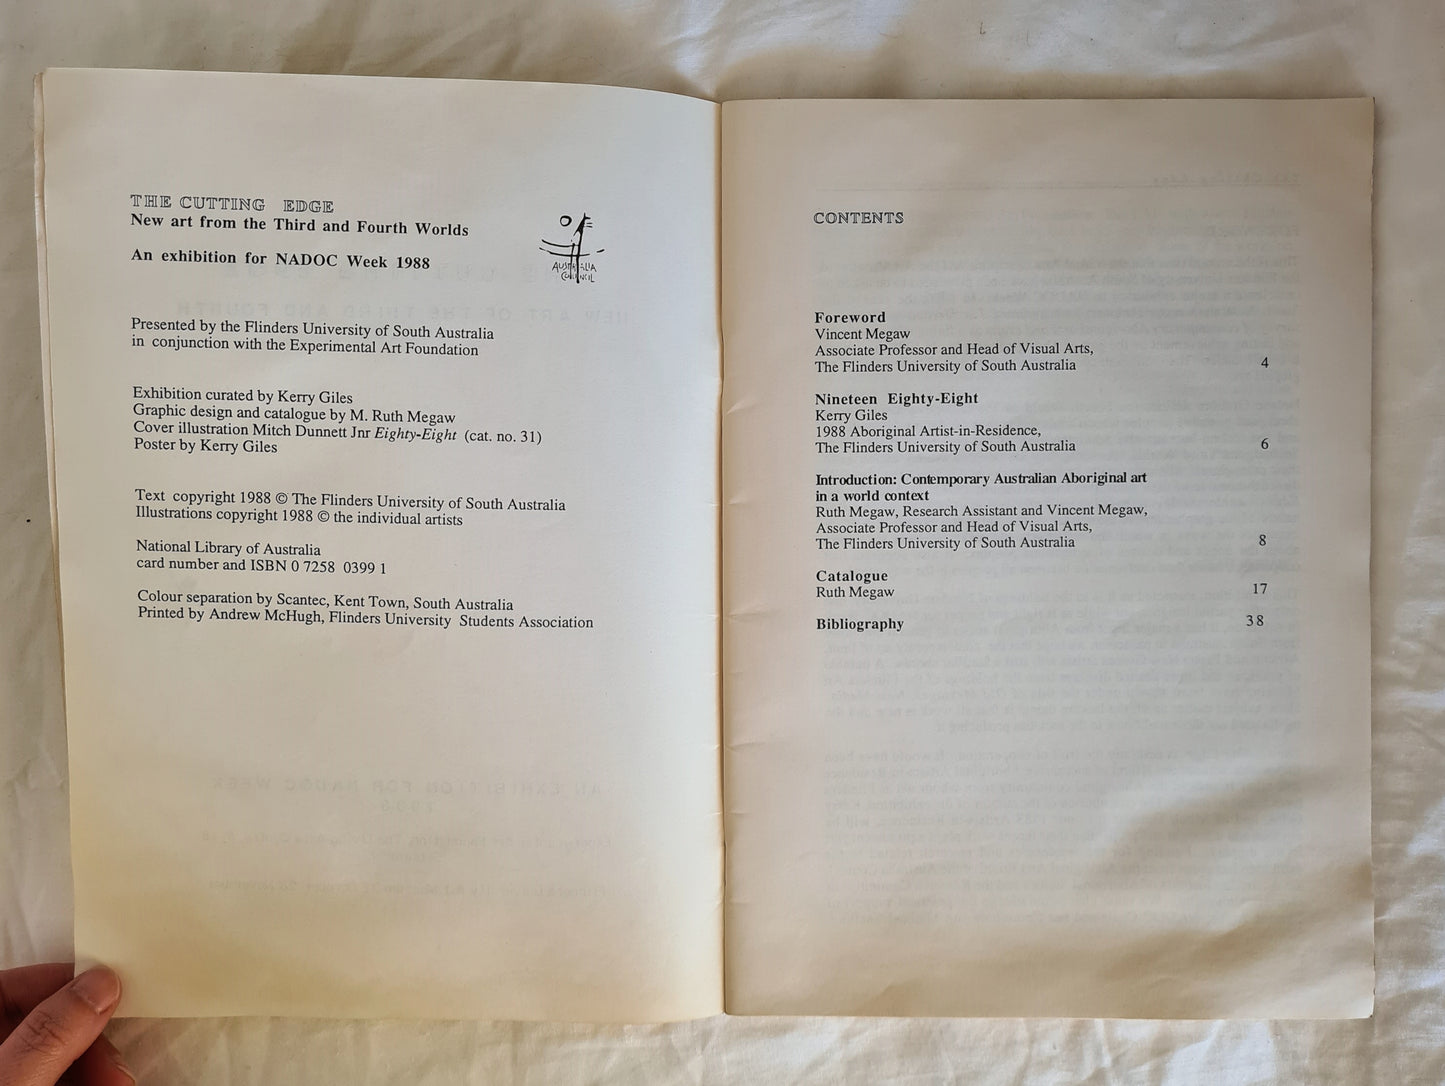 THE CUTTING EDGE
New art from the Third and Fourth Worlds
An exhibition for NADOC Week 1988
AUSTRALIA
COUNCIL
Presented by the Flinders University of South Australia
in conjunction with the Experimental Art Foundation
Exhibition curated by Kerry Giles
Graphic design and catalogue by M. Ruth Megaw
Cover illustration Mitch Dunnett Jnr Eighty-Eight (cat. no. 31)
Poster by Kerry Giles
Text copyright 1988 © The Flinders University of South Australia
Illustrations copyright 1988 © the individual artists
National Library of Australia
card number and ISBN 0 7258 0399 1
Colour separation by Scantec, Kent Town, South Australia
Printed by Andrew McHugh, Flinders University Students Association
CONTENTS
Foreword
Vincent Megaw
Associate Professor and Head of Visual Arts,
The Flinders University of South Australia 4
Nineteen Eighty-Eight
Kerry Giles
1988 Aboriginal Artist-in-Residence,
The Flinders University of South Australia 6
Introduction: Contemporary Australian Aboriginal art
in a world context
Ruth Megaw, Research Assistant and Vincent Megaw,
Associate Professor and Head of Visual Arts,
The Flinders University of South Australia 8
Catalogue
Ruth Megaw 17
Bibliography 38